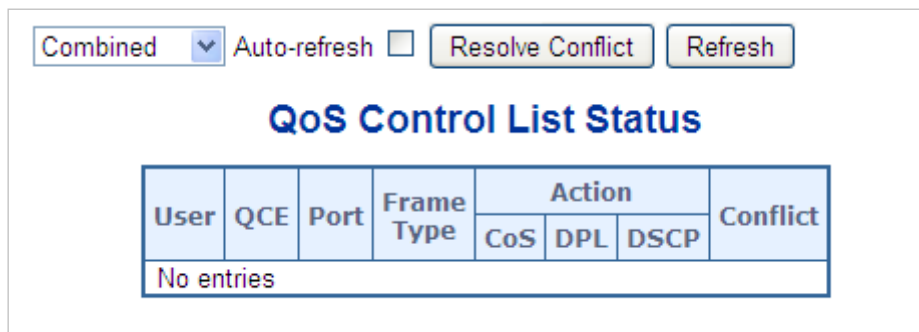 Combined Auto-refresh Resolve Conflict Refresh
QoS Control List Status
User QCE Port Frame Type Action Conflict
CoS DPL DSCP
No entries